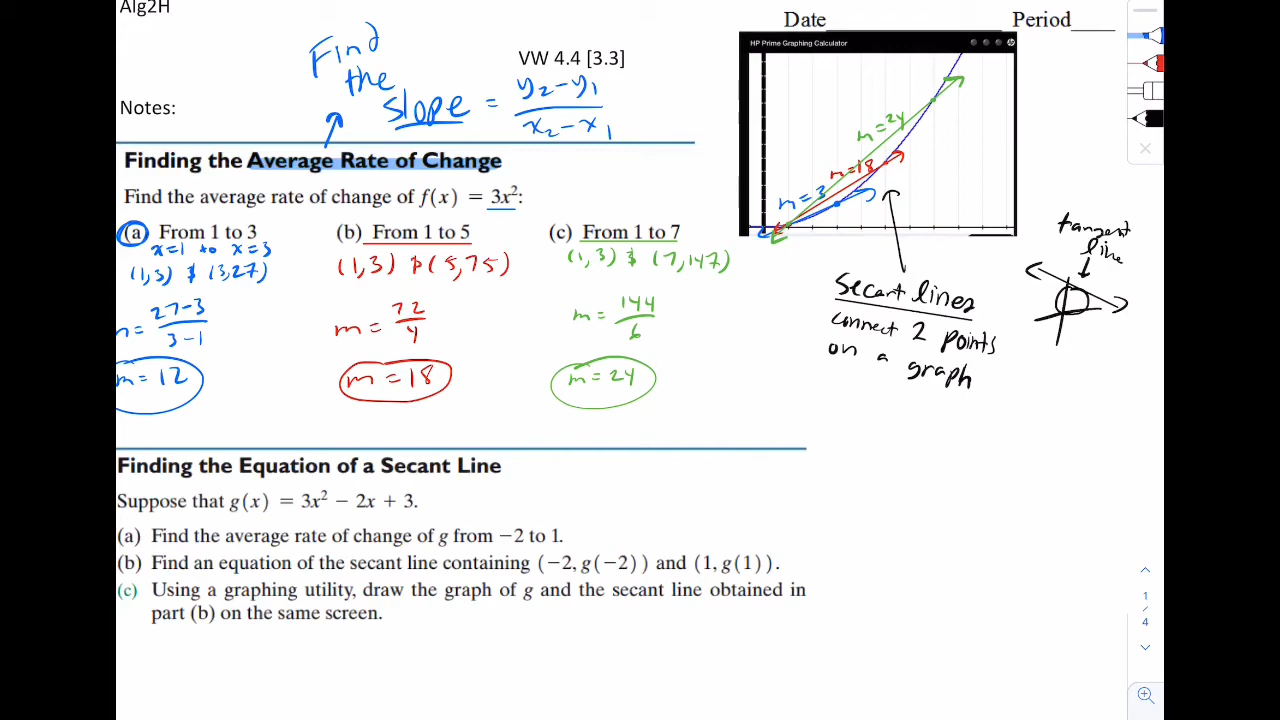 Alg2H
Date Period
HP Prime Graphing Calculator
Find
the
VW 4.4 [3.3]
Notes:
slope = y₂-y₁
x₂-x₁
Finding the Average Rate of Change
Find the average rate of change of f(x) = 3x²:
(a) From 1 to 3
x=1 to x=3
(1,3) & (3,27)
m = 27-3
3-1
m = 12
(b) From 1 to 5
(1,3) & (5,75)
m = 72
4
m = 18
(c) From 1 to 7
(1,3) & (7,147)
m = 144
6
m = 24
m=24
m=18
m=3
Secant lines
connect 2 points
on a
graph
tangent
line
Finding the Equation of a Secant Line
Suppose that g(x) = 3x² − 2x + 3.
(a) Find the average rate of change of g from −2 to 1.
(b) Find an equation of the secant line containing (−2, g(−2)) and (1, g(1)).
(c) Using a graphing utility, draw the graph of g and the secant line obtained in
part (b) on the same screen.
1
/
4